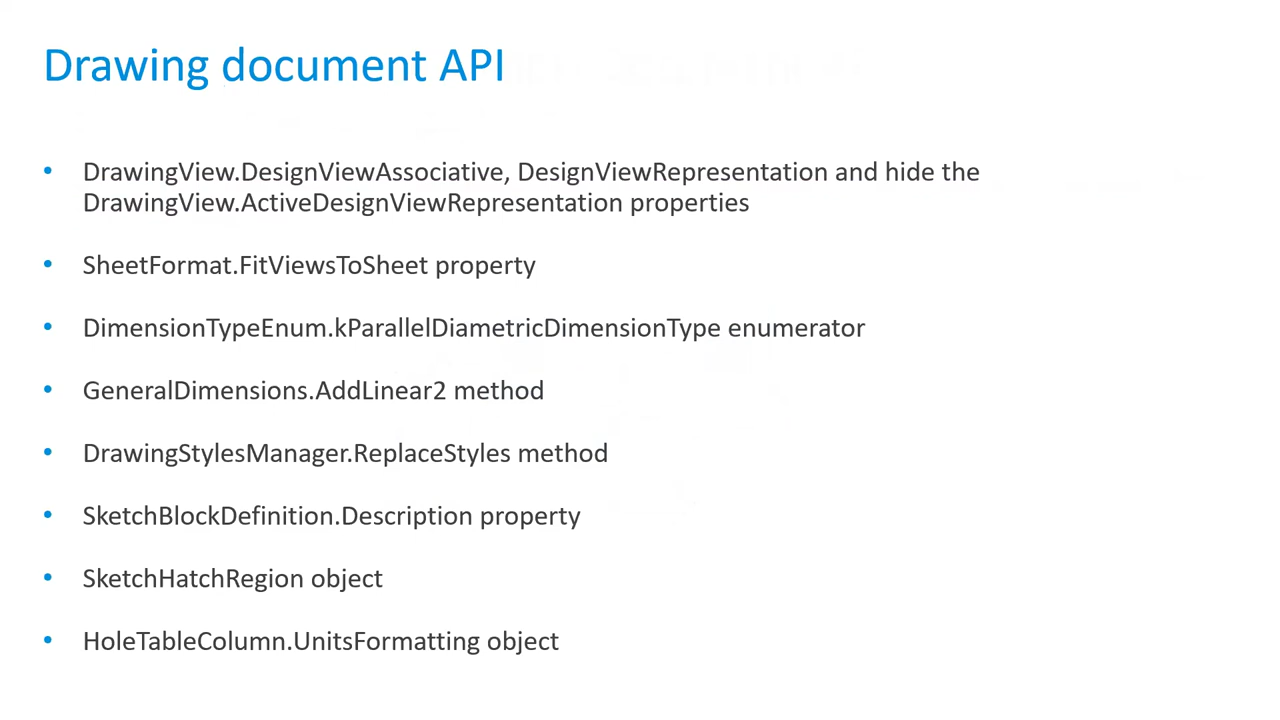 Drawing document API
• DrawingView.DesignViewAssociative, DesignViewRepresentation and hide the
DrawingView.ActiveDesignViewRepresentation properties
• SheetFormat.FitViewsToSheet property
• DimensionTypeEnum.kParallelDiametricDimensionType enumerator
• GeneralDimensions.AddLinear2 method
• DrawingStylesManager.ReplaceStyles method
• SketchBlockDefinition.Description property
• SketchHatchRegion object
• HoleTableColumn.UnitsFormatting object